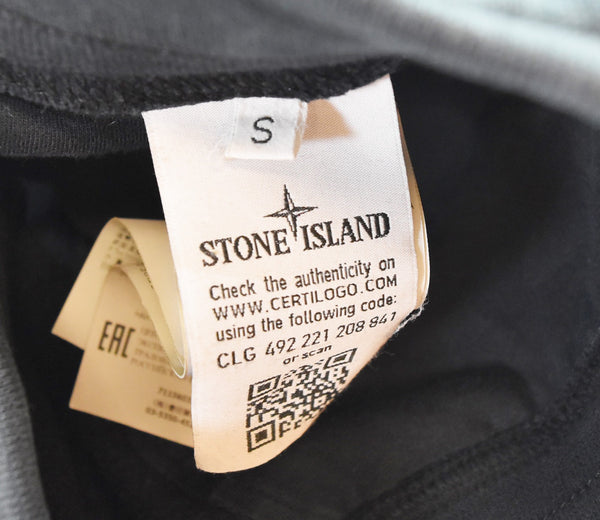 S
STONE ISLAND
Check the authenticity on
WWW.CERTILOGO.COM
using the following code:
CLG 492 221 208 841
or scan
EAC